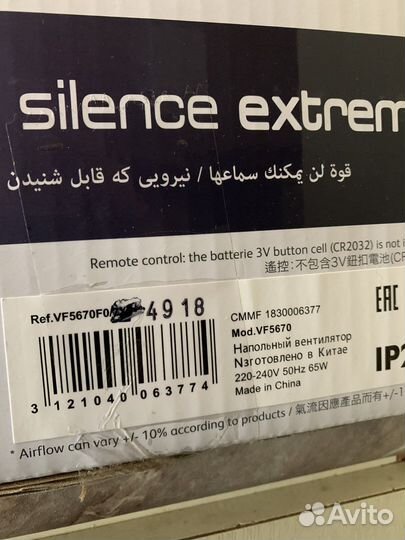 silence extrem
قوة لن يمكنك سماعها / نیرویی که قابل شنیدن
Remote control: the batterie 3V button cell (CR2032) is not i
遙控:不包含3V鈕扣電池(CR
Ref.VF5670F0/
4918
3 121040 063774
CMMF 1830006377
Mod.VF5670
Напольный вентилятор
Nзготовлено в Китае
220-240V 50Hz 65W
Made in China
EAC
IP2
* Airflow can vary +/- 10% according to products / 氣流因應產品而有+/-1
Avito